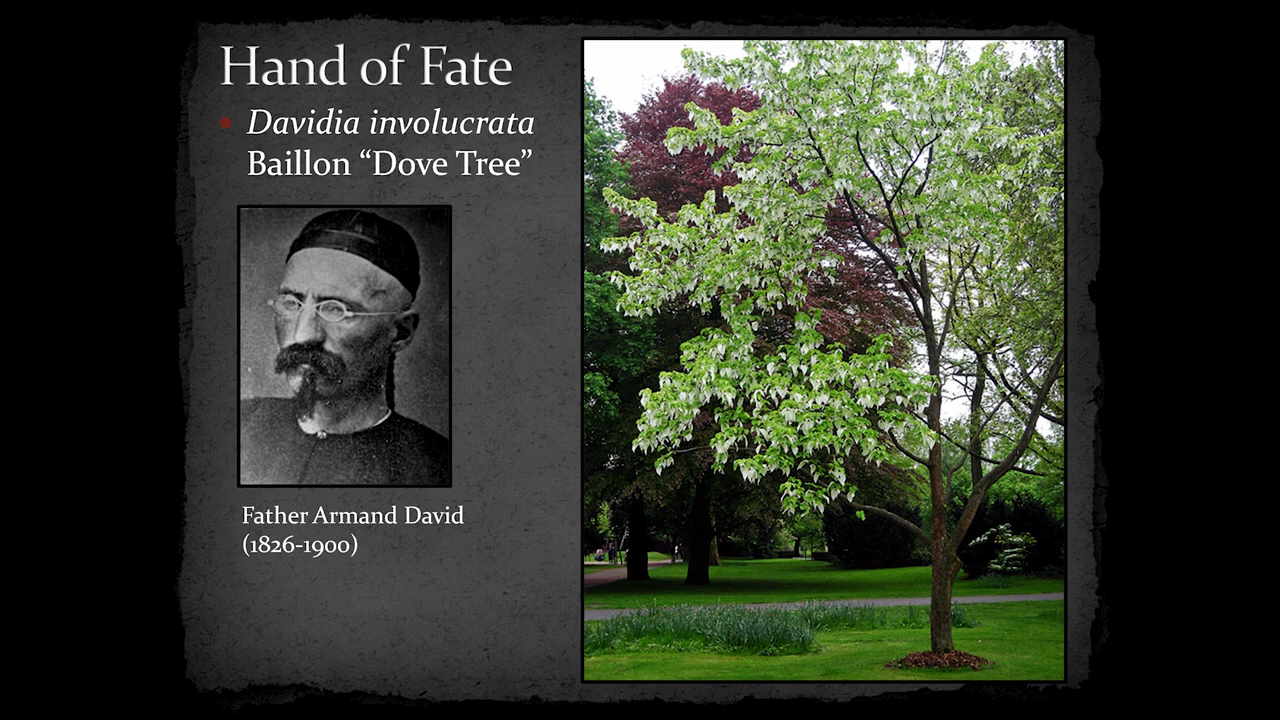 Hand of Fate
Davidia involucrata
Baillon “Dove Tree”
Father Armand David
(1826-1900)